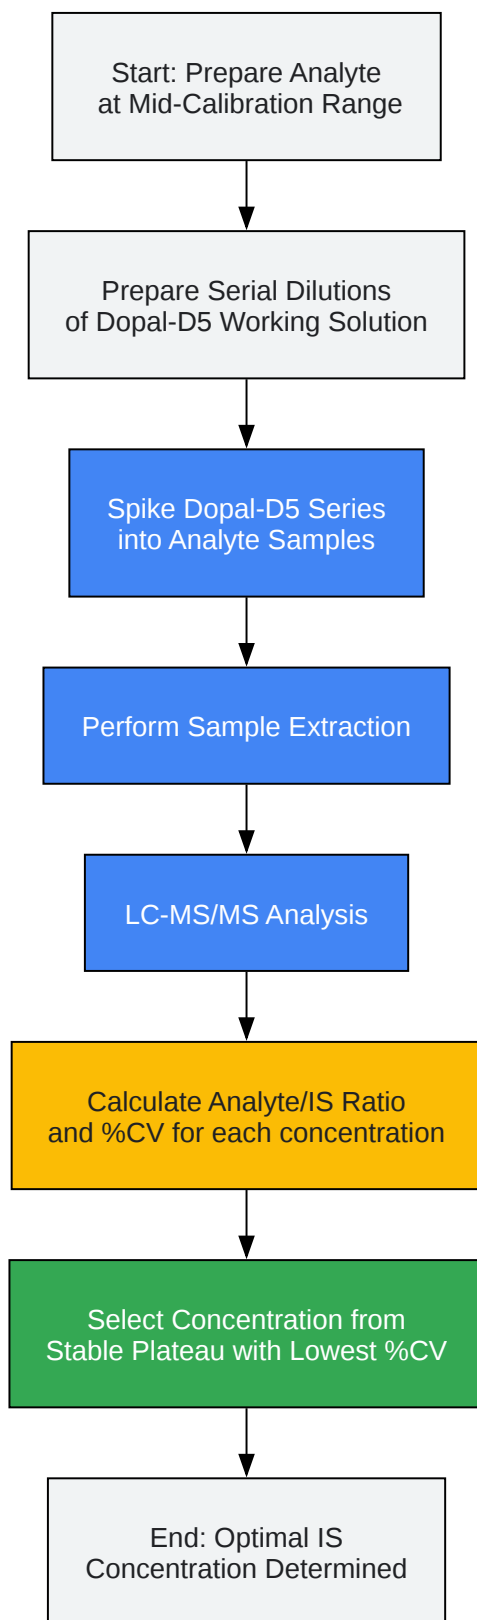 Start: Prepare Analyte
at Mid-Calibration Range
Prepare Serial Dilutions
of Dopal-D5 Working Solution
Spike Dopal-D5 Series
into Analyte Samples
Perform Sample Extraction
LC-MS/MS Analysis
Calculate Analyte/IS Ratio
and %CV for each concentration
Select Concentration from
Stable Plateau with Lowest %CV
End: Optimal IS
Concentration Determined